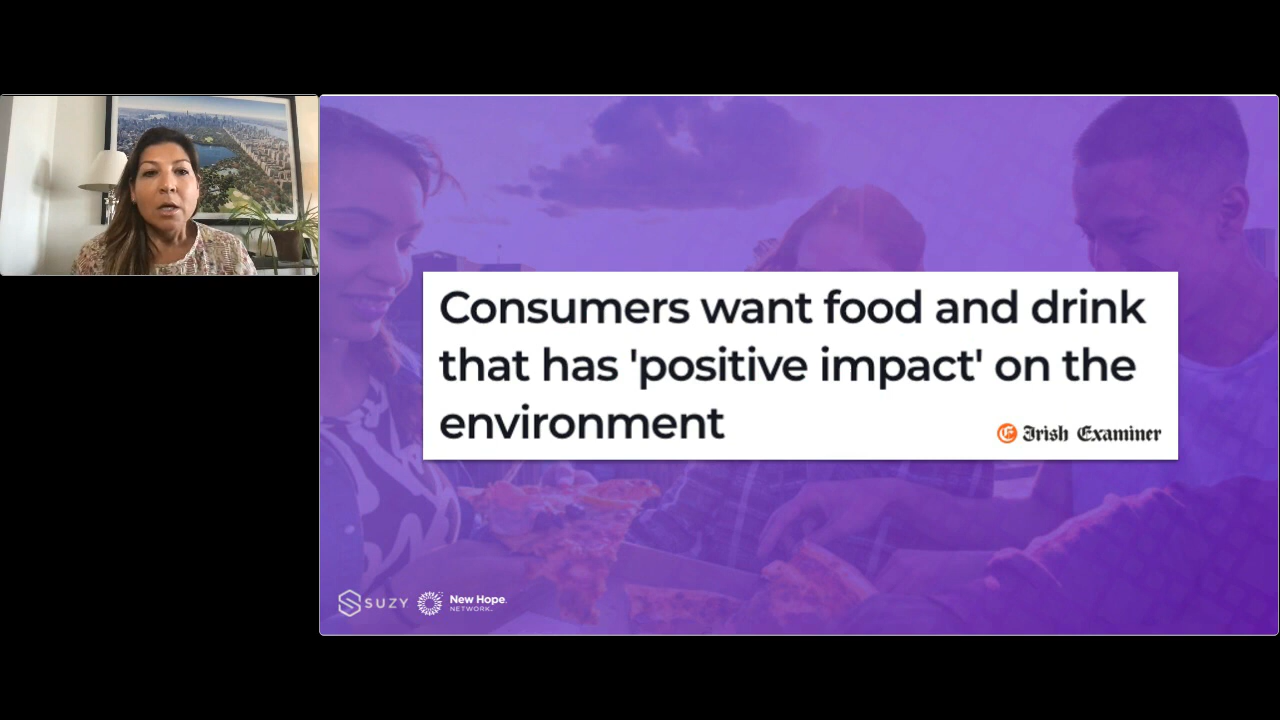 Consumers want food and drink
that has 'positive impact' on the
environment
Irish Examiner
SUZY
New Hope
NETWORK